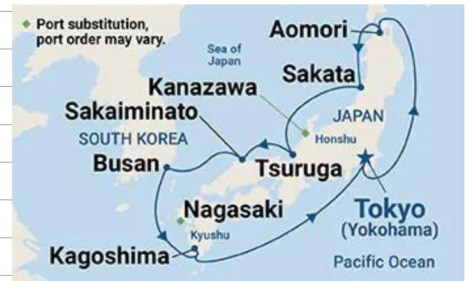 Port substitution,
port order may vary.
Aomori
Sea of
Japan
Sakata
Kanazawa
Sakaiminato
JAPAN
SOUTH KOREA
Honshu
Busan
Tsuruga
Nagasaki
Tokyo
(Yokohama)
Kyushu
Kagoshima
Pacific Ocean